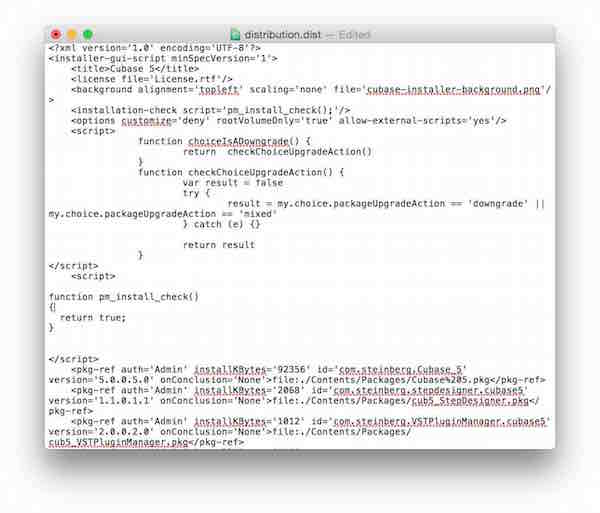 distribution.dist — Edited
<?xml version='1.0' encoding='UTF-8'?>
<installer-gui-script minSpecVersion='1'>
<title>Cubase 5</title>
<license file='License.rtf'/>
<background alignment='topleft' scaling='none' file='cubase-installer-background.png'/
>
<installation-check script='pm_install_check();'/>
<options customize='deny' rootVolumeOnly='true' allow-external-scripts='yes'/>
<script>
function choiceIsADowngrade() {
return checkChoiceUpgradeAction()
}
function checkChoiceUpgradeAction() {
var result = false
try {
result = my.choice.packageUpgradeAction == 'downgrade' ||
my.choice.packageUpgradeAction == 'mixed'
} catch (e) {}
return result
}
</script>
<script>
function pm_install_check()
{
return true;
}
</script>
<pkg-ref auth='Admin' installKBytes='92356' id='com.steinberg.Cubase_5'
version='5.0.0.5.0' onConclusion='None'>file:./Contents/Packages/Cubase%205.pkg</pkg-ref>
<pkg-ref auth='Admin' installKBytes='2068' id='com.steinberg.stepdesigner.cubase5'
version='1.1.0.1.1' onConclusion='None'>file:./Contents/Packages/cub5_StepDesigner.pkg</
pkg-ref>
<pkg-ref auth='Admin' installKBytes='1012' id='com.steinberg.VSTPluginManager.cubase5'
version='2.0.0.2.0' onConclusion='None'>file:./Contents/Packages/
cub5_VSTPluginManager.pkg</pkg-ref>